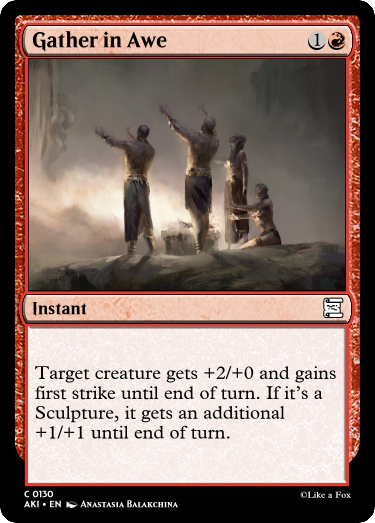 Gather in Awe 1
Instant
Target creature gets +2/+0 and gains
first strike until end of turn. If it's a
Sculpture, it gets an additional
+1/+1 until end of turn.
C 0130
AKI • EN Anastasia Balakchina
©Like a Fox